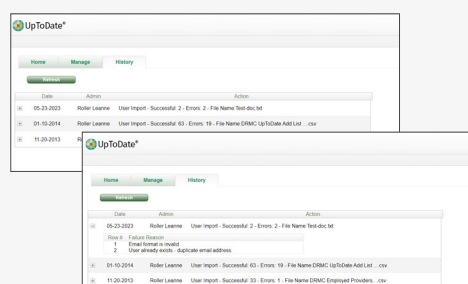 UpToDate®
Home Manage History
Refresh
Date Admin Action
05-23-2023 Roller Leanne User Import - Successful: 2 - Errors: 2 - File Name Test-doc.txt
01-10-2014 Roller Leanne User Import - Successful: 63 - Errors: 19 - File Name:DRMC UpToDate Add List ...csv
11-20-2013
UpToDate®
Home Manage History
Refresh
Date Admin Action
05-23-2023 Roller Leanne User Import - Successful: 2 - Errors: 2 - File Name Test-doc.txt
Row # Failure Reason
1 Email format is invalid
2 User already exists - duplicate email address
01-10-2014 Roller Leanne User Import - Successful: 63 - Errors: 19 - File Name:DRMC UpToDate Add List ...csv
11-20-2013 Roller Leanne User Import - Successful: 33 - Errors: 1 - File Name:DRMC Employed Providers...csv